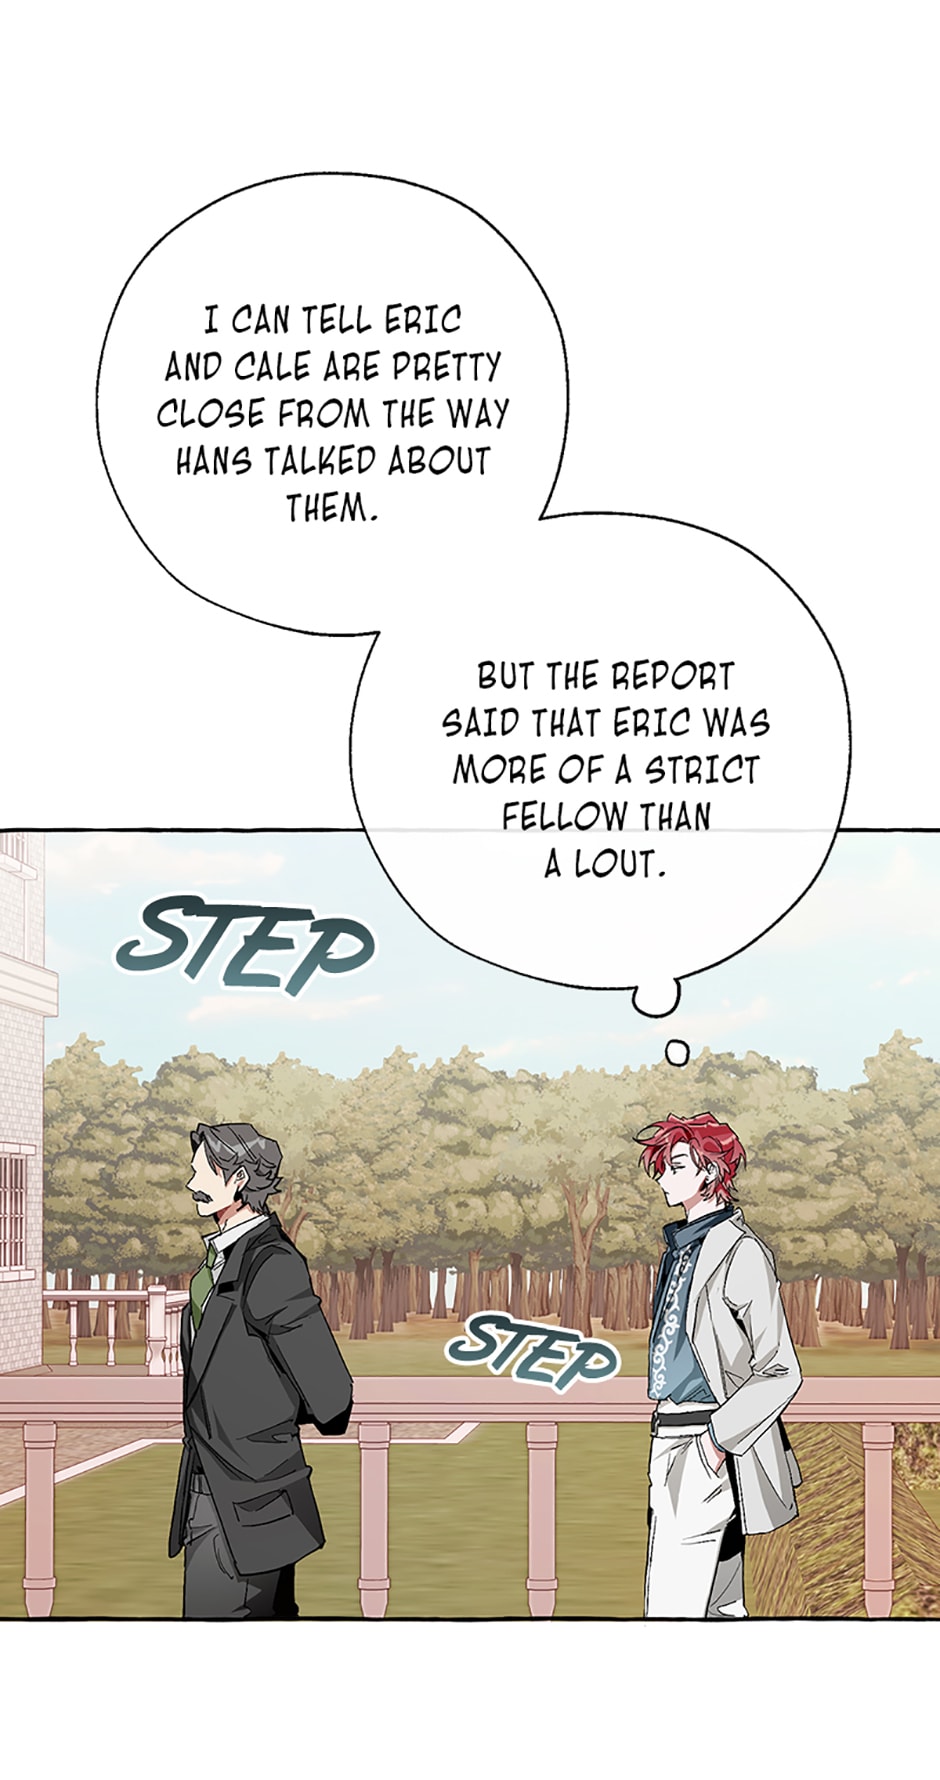 I CAN TELL ERIC
AND CALE ARE PRETTY
CLOSE FROM THE WAY
HANS TALKED ABOUT
THEM.
BUT THE REPORT
SAID THAT ERIC WAS
MORE OF A STRICT
FELLOW THAN
A LOUT.
STEP
STEP